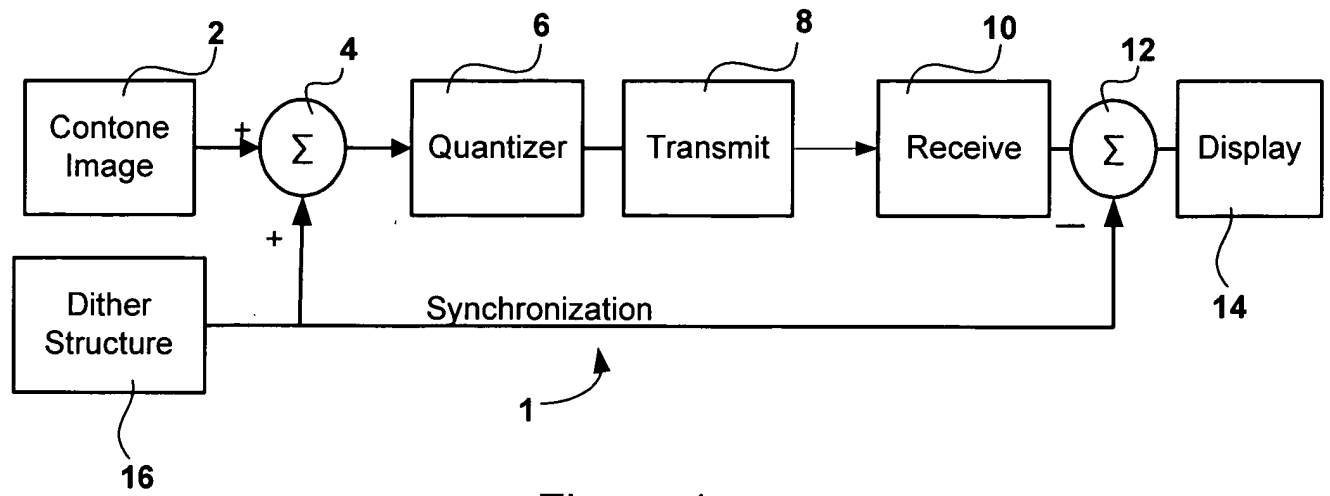 2
4
6
8
10
12
Contone
Image
+
Σ
Quantizer
Transmit
Receive
Σ
Display
+
—
Dither
Structure
Synchronization
14
1
16